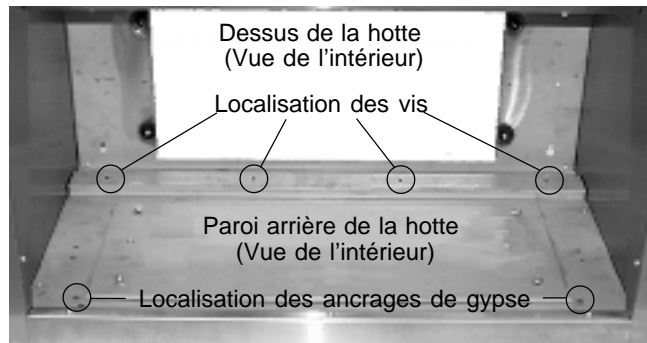 Dessus de la hotte
(Vue de l'intérieur)
Localisation des vis
Paroi arrière de la hotte
(Vue de l'intérieur)
Localisation des ancrages de gypse